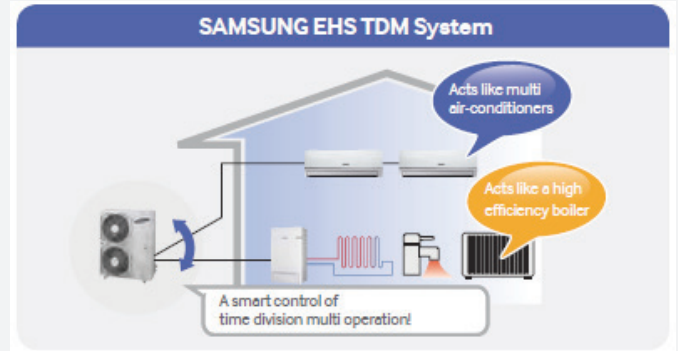 SAMSUNG EHS TDM System
Acts like multi
air-conditioners
Acts like a high
efficiency boiler
A smart control of
time division multi operation!